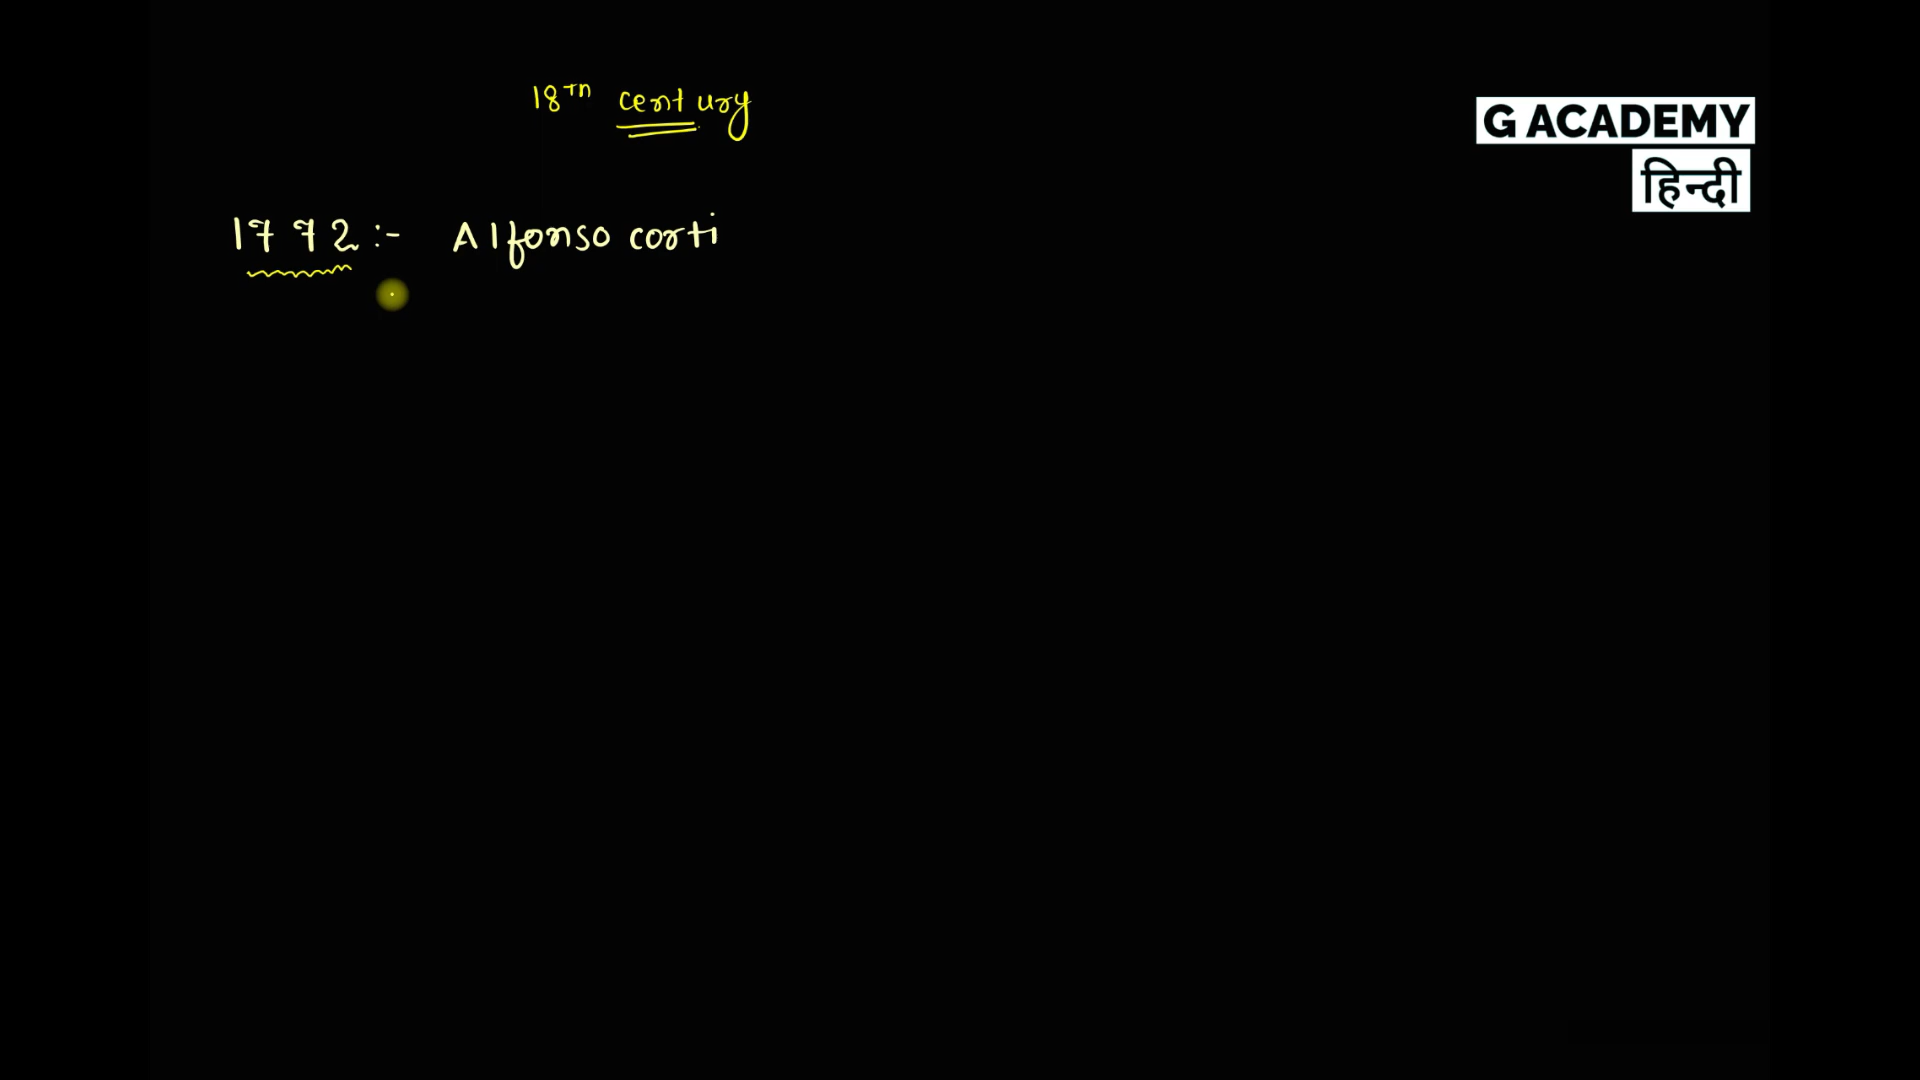 18Th century
G ACADEMY
हिन्दी
1772 :- Alfonso corti